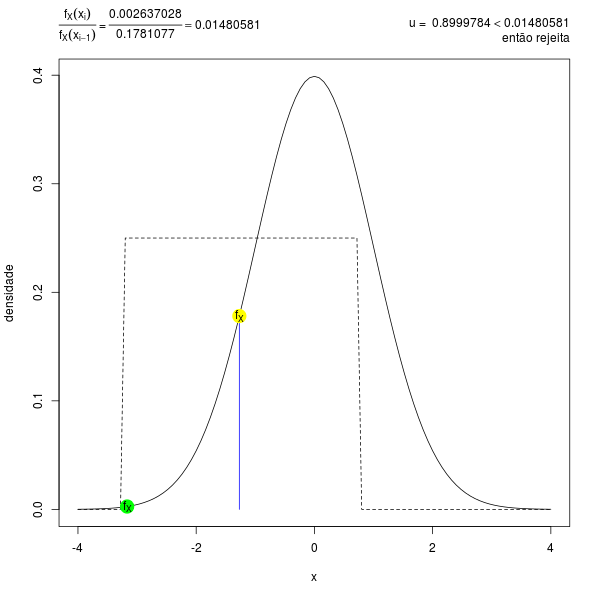 fX(xi) / fX(xi−1) = 0.002637028 / 0.1781077 = 0.01480581
u = 0.8999784 < 0.01480581
então rejeita
densidade
0.4
0.3
0.2
0.1
0.0
fX
fX
-4 -2 0 2 4
x